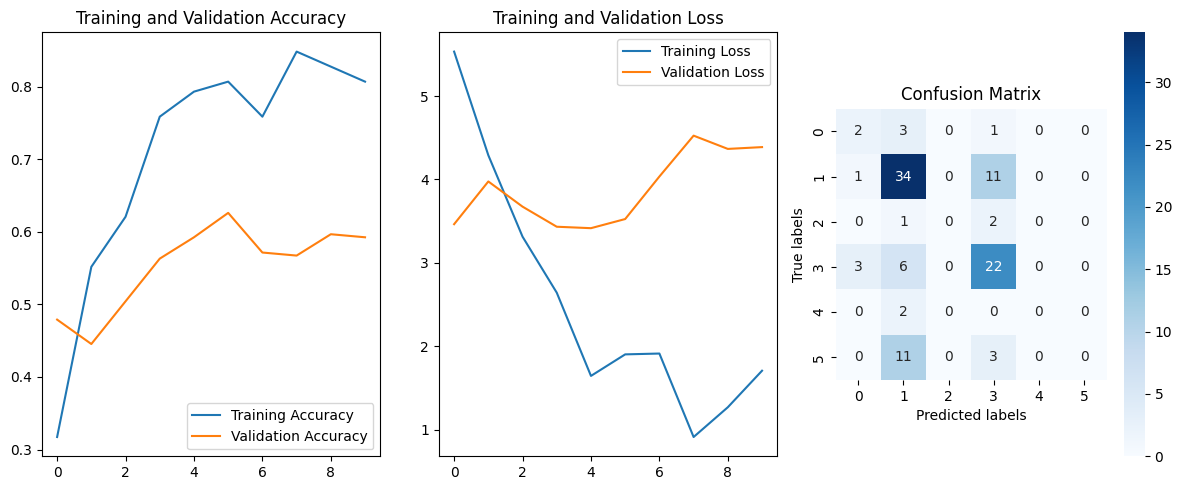 Training and Validation Accuracy
0.8
0.7
0.6
0.5
0.4
0.3
0 2 4 6 8
Training Accuracy
Validation Accuracy
Training and Validation Loss
5
4
3
2
1
0 2 4 6 8
Training Loss
Validation Loss
Confusion Matrix
True labels
0 2 3 0 1 0 0
1 1 34 0 11 0 0
2 0 1 0 2 0 0
3 3 6 0 22 0 0
4 0 2 0 0 0 0
5 0 11 0 3 0 0
0 1 2 3 4 5
Predicted labels
30
25
20
15
10
5
0